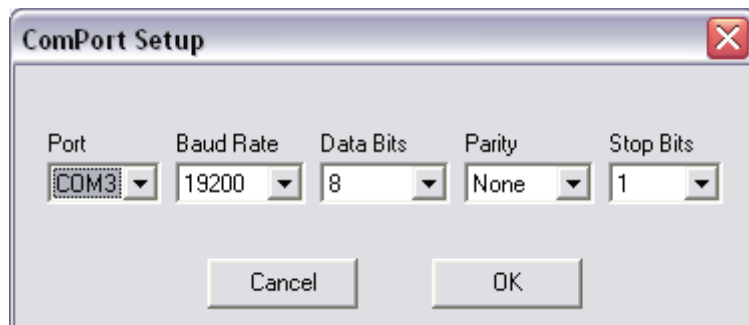 ComPort Setup
Port Baud Rate Data Bits Parity Stop Bits
COM3 19200 8 None 1
Cancel OK